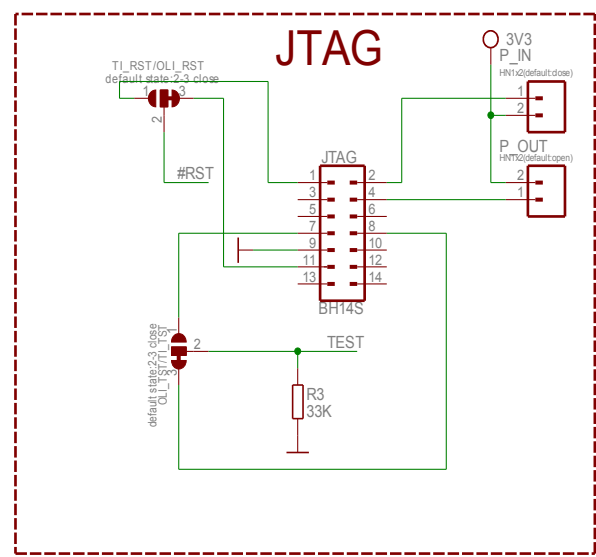 JTAG
3V3
P_IN
HN1x2(default:close)
TI_RST/OLI_RST
default state:2-3 close
1
3
2
1
2
#RST
P_OUT
HN1x2(default:open)
2
1
JTAG
1
2
3
4
5
6
7
8
9
10
11
12
13
14
BH14S
default state:2-3 close
OLI_TST/TI_TST
1
2
3
TEST
R3
33K